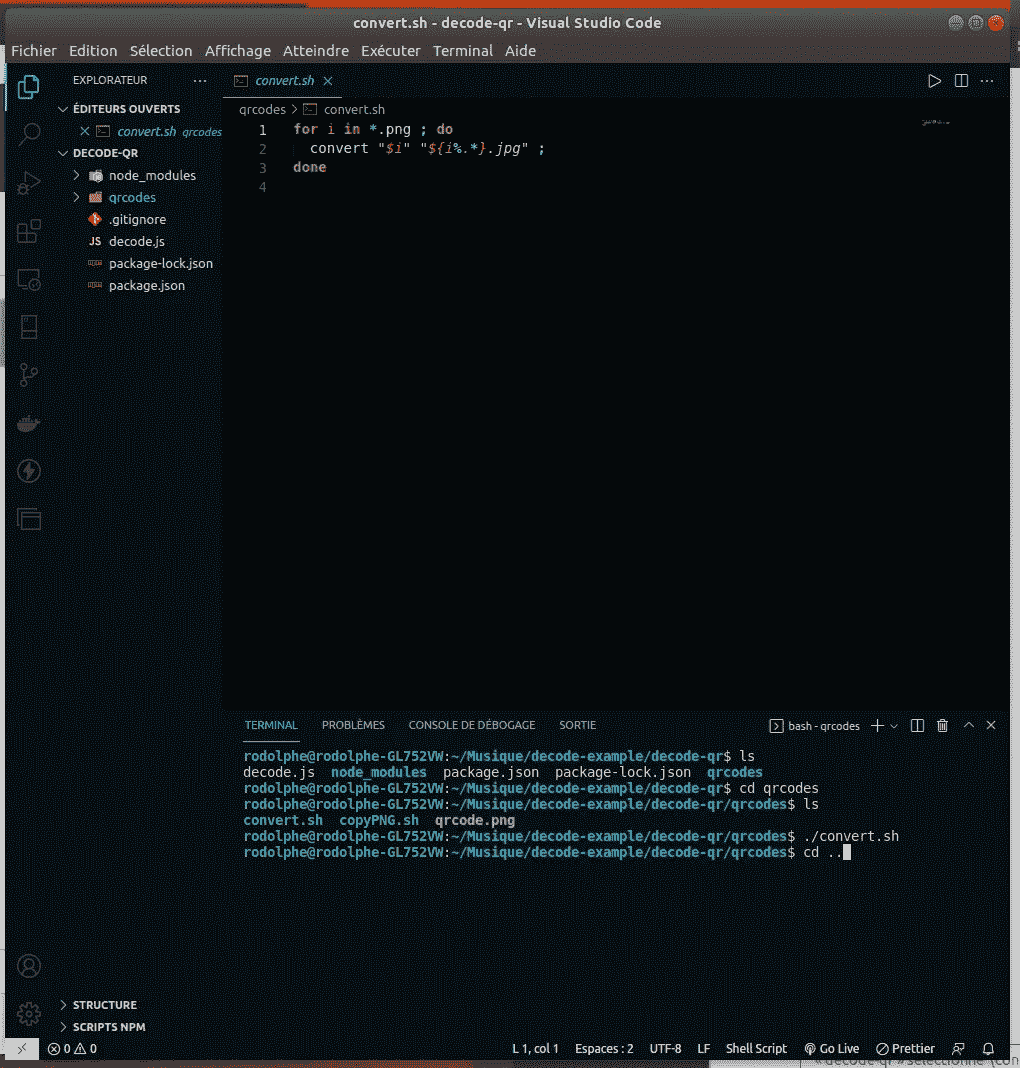 convert.sh - decode-qr - Visual Studio Code
Fichier Edition Sélection Affichage Atteindre Exécuter Terminal Aide
EXPLORATEUR
ÉDITEURS OUVERTS
convert.sh qrcodes
DECODE-QR
node_modules
qrcodes
.gitignore
JS decode.js
package-lock.json
package.json
convert.sh
qrcodes > convert.sh
1 for i in *.png ; do
2 convert "$i" "${i%.*}.jpg" ;
3 done
4
TERMINAL PROBLÈMES CONSOLE DE DÉBOGAGE SORTIE bash - qrcodes
rodolphe@rodolphe-GL752VW:~/Musique/decode-example/decode-qr$ ls
decode.js node_modules package.json package-lock.json qrcodes
rodolphe@rodolphe-GL752VW:~/Musique/decode-example/decode-qr$ cd qrcodes
rodolphe@rodolphe-GL752VW:~/Musique/decode-example/decode-qr/qrcodes$ ls
convert.sh copyPNG.sh qrcode.png
rodolphe@rodolphe-GL752VW:~/Musique/decode-example/decode-qr/qrcodes$ ./convert.sh
rodolphe@rodolphe-GL752VW:~/Musique/decode-example/decode-qr/qrcodes$ cd ..
STRUCTURE
SCRIPTS NPM
0 0 L 1, col 1 Espaces : 2 UTF-8 LF Shell Script Go Live Prettier